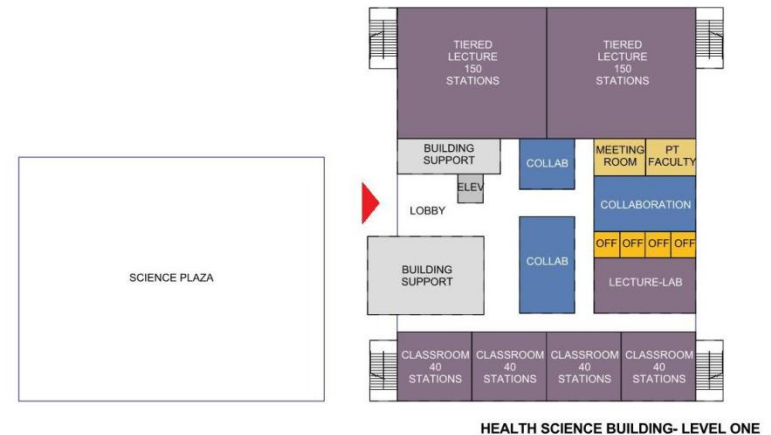 TIERED
LECTURE
150
STATIONS
TIERED
LECTURE
150
STATIONS
BUILDING
SUPPORT
COLLAB
MEETING
ROOM
PT
FACULTY
ELEV
LOBBY
COLLABORATION
OFF
OFF
OFF
OFF
SCIENCE PLAZA
BUILDING
SUPPORT
COLLAB
LECTURE-LAB
CLASSROOM
40
STATIONS
CLASSROOM
40
STATIONS
CLASSROOM
40
STATIONS
CLASSROOM
40
STATIONS
HEALTH SCIENCE BUILDING- LEVEL ONE